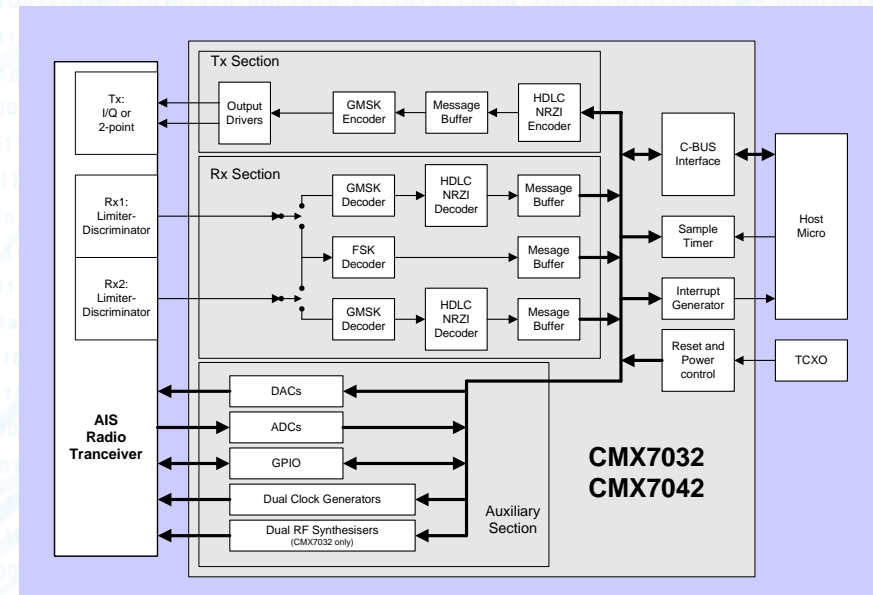 Tx Section
Tx:
I/Q or
2-point
Output
Drivers
GMSK
Encoder
Message
Buffer
HDLC
NRZI
Encoder
C-BUS
Interface
Host
Micro
Rx Section
Rx1:
Limiter-
Discriminator
GMSK
Decoder
HDLC
NRZI
Decoder
Message
Buffer
Sample
Timer
FSK
Decoder
Mesage
Buffer
Rx2:
Limiter-
Discriminator
GMSK
Decoder
HDLC
NRZI
Decoder
Mesage
Buffer
Interrupt
Generator
Reset and
Power
control
TCXO
AIS
Radio
Tranceiver
DACs
ADCs
GPIO
Dual Clock Generators
Dual RF Synthesisers
(CMX7032 only)
Auxiliary
Section
CMX7032
CMX7042